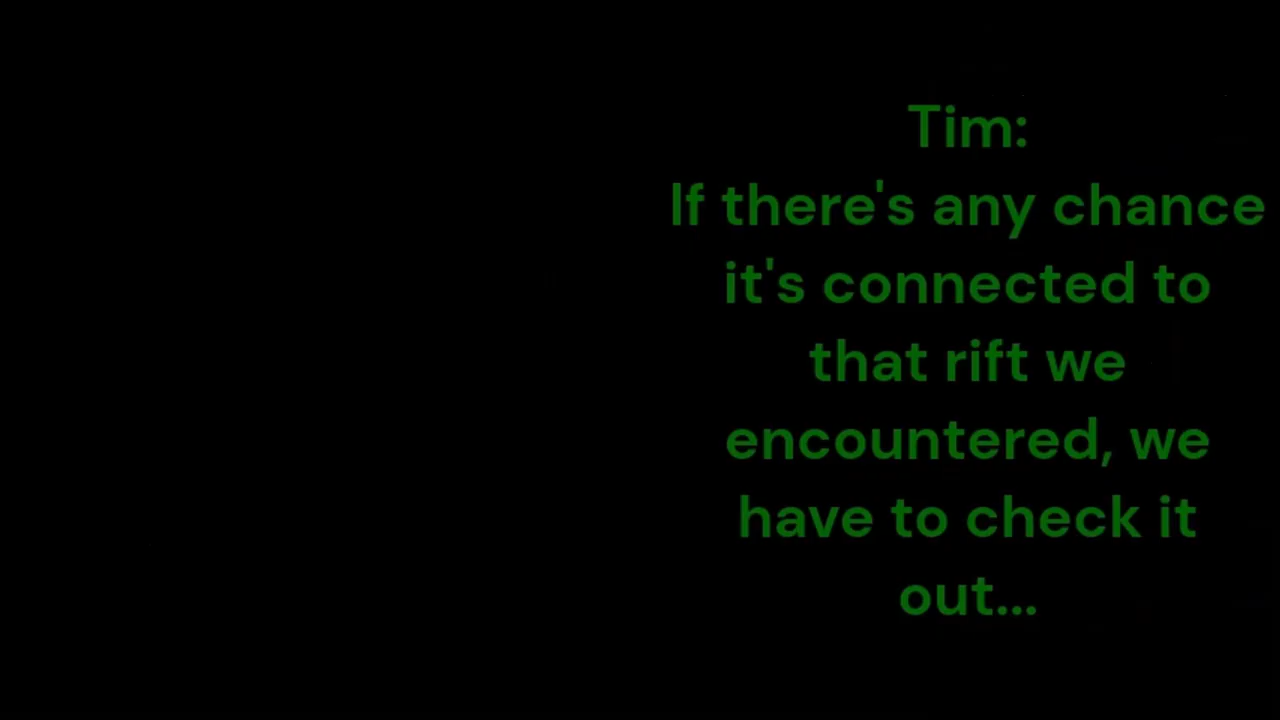 Tim:
If there's any chance
it's connected to
that rift we
encountered, we
have to check it
out...